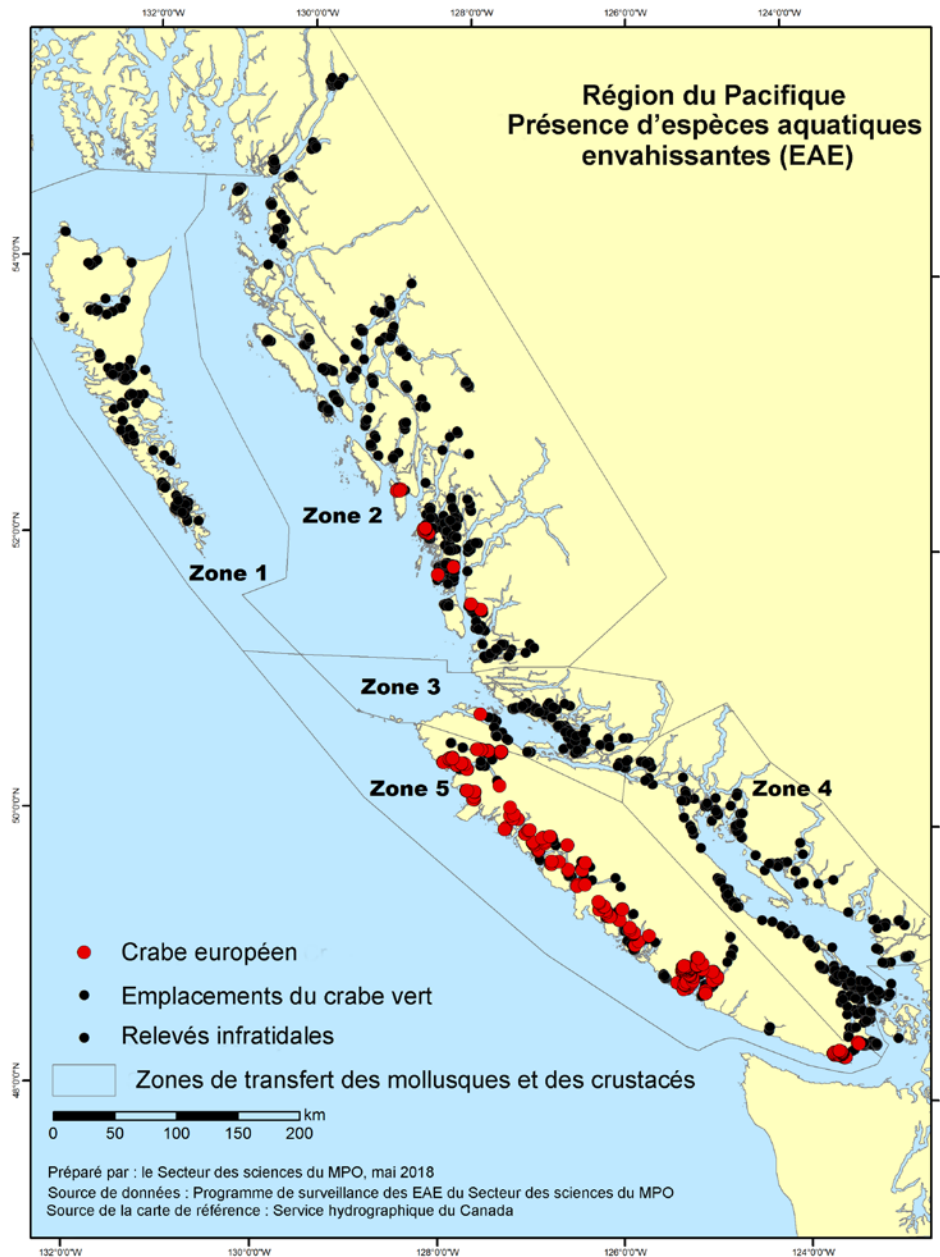 132°0'0"W 130°0'0"W 128°0'0"W 126°0'0"W 124°0'0"W
Région du Pacifique
Présence d'espèces aquatiques
envahissantes (EAE)
54°0'0"N
Zone 2
52°0'0"N
Zone 1
Zone 3
Zone 5
Zone 4
50°0'0"N
Crabe européen
Emplacements du crabe vert
Relevés infratidales
Zones de transfert des mollusques et des crustacés
48°0'0"N
km
0 50 100 150 200
Préparé par : le Secteur des sciences du MPO, mai 2018
Source de données : Programme de surveillance des EAE du Secteur des sciences du MPO
Source de la carte de référence : Service hydrographique du Canada
132°0'0"W 130°0'0"W 128°0'0"W 126°0'0"W 124°0'0"W